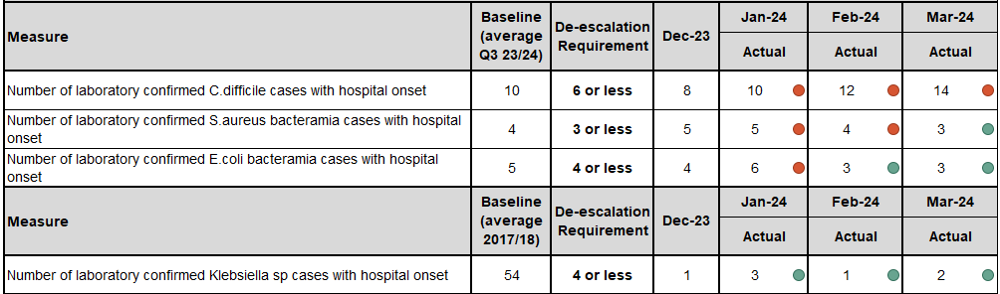 Measure Baseline (average Q3 23/24) De-escalation Requirement Dec-23 Jan-24 Feb-24 Mar-24
Actual Actual Actual
Number of laboratory confirmed C.difficile cases with hospital onset 10 6 or less 8 10 12 14
Number of laboratory confirmed S.aureus bacteramia cases with hospital
onset 4 3 or less 5 5 4 3
Number of laboratory confirmed E.coli bacteramia cases with hospital
onset 5 4 or less 4 6 3 3
Measure Baseline (average 2017/18) De-escalation Requirement Dec-23 Jan-24 Feb-24 Mar-24
Actual Actual Actual
Number of laboratory confirmed Klebsiella sp cases with hospital onset 54 4 or less 1 3 1 2